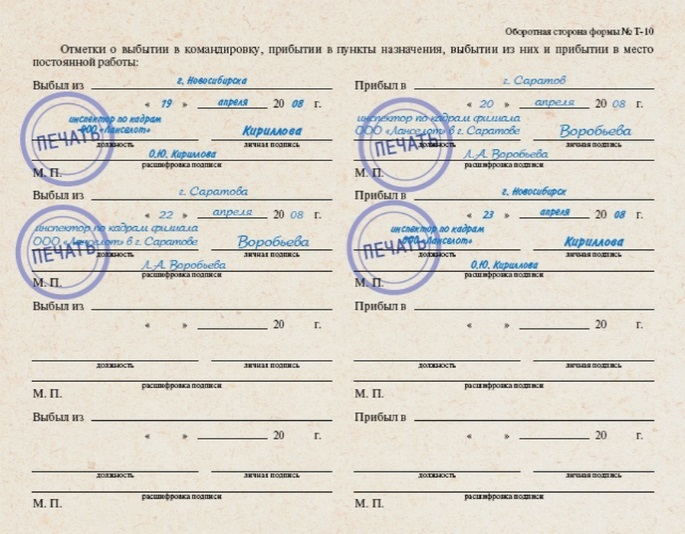 Оборотная сторона формы № Т-10
Отметки о выбытии в командировку, прибытии в пункты назначения, выбытии из них и прибытии в место
постоянной работы:
Выбыл из г. Новосибирска
« 19 » апреля 20 08 г.
инспектор по кадрам
ООО «Ланселот» Кириллова
ПЕЧАТЬ
должность личная подпись
О.Ю. Кириллова
расшифровка подписи
М. П.
Прибыл в г. Саратов
« 20 » апреля 20 08 г.
инспектор по кадрам филиала
ООО «Ланселот» в г. Саратове Воробьева
ПЕЧАТЬ
должность личная подпись
Л.А. Воробьева
расшифровка подписи
М. П.
Выбыл из г. Саратова
« 22 » апреля 20 08 г.
инспектор по кадрам филиала
ООО «Ланселот» в г. Саратове Воробьева
ПЕЧАТЬ
должность личная подпись
Л.А. Воробьева
расшифровка подписи
М. П.
Прибыл в г. Новосибирск
« 23 » апреля 20 08 г.
инспектор по кадрам
ООО «Ланселот» Кириллова
ПЕЧАТЬ
должность личная подпись
О.Ю. Кириллова
расшифровка подписи
М. П.
Выбыл из
« » 20 г.
должность личная подпись
расшифровка подписи
М. П.
Прибыл в
« » 20 г.
должность личная подпись
расшифровка подписи
М. П.
Выбыл из
« » 20 г.
должность личная подпись
расшифровка подписи
М. П.
Прибыл в
« » 20 г.
должность личная подпись
расшифровка подписи
М. П.